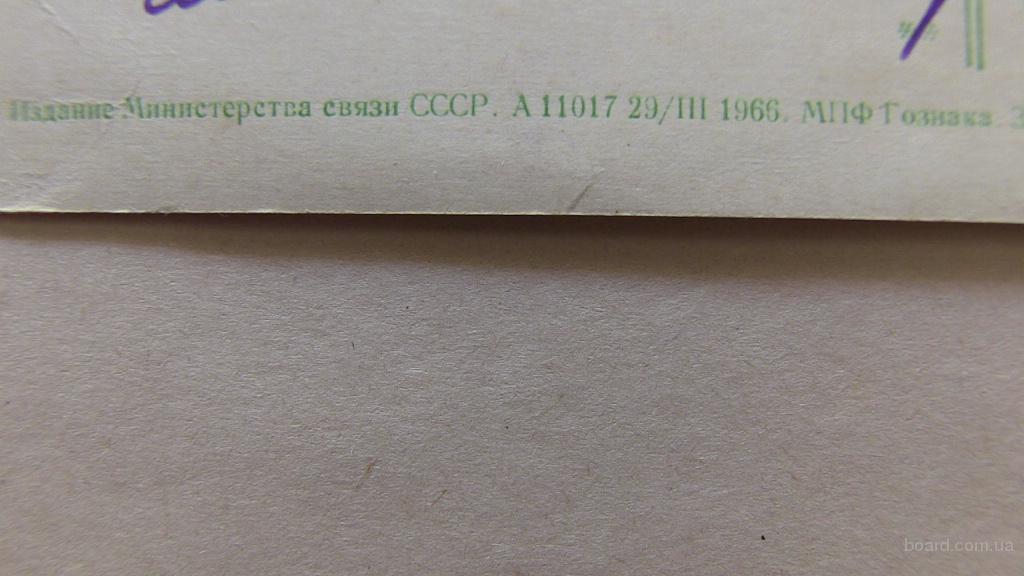 Издание Министерства связи СССР. А 11017 29/III 1966. МПФ Гознака. З
board.com.ua